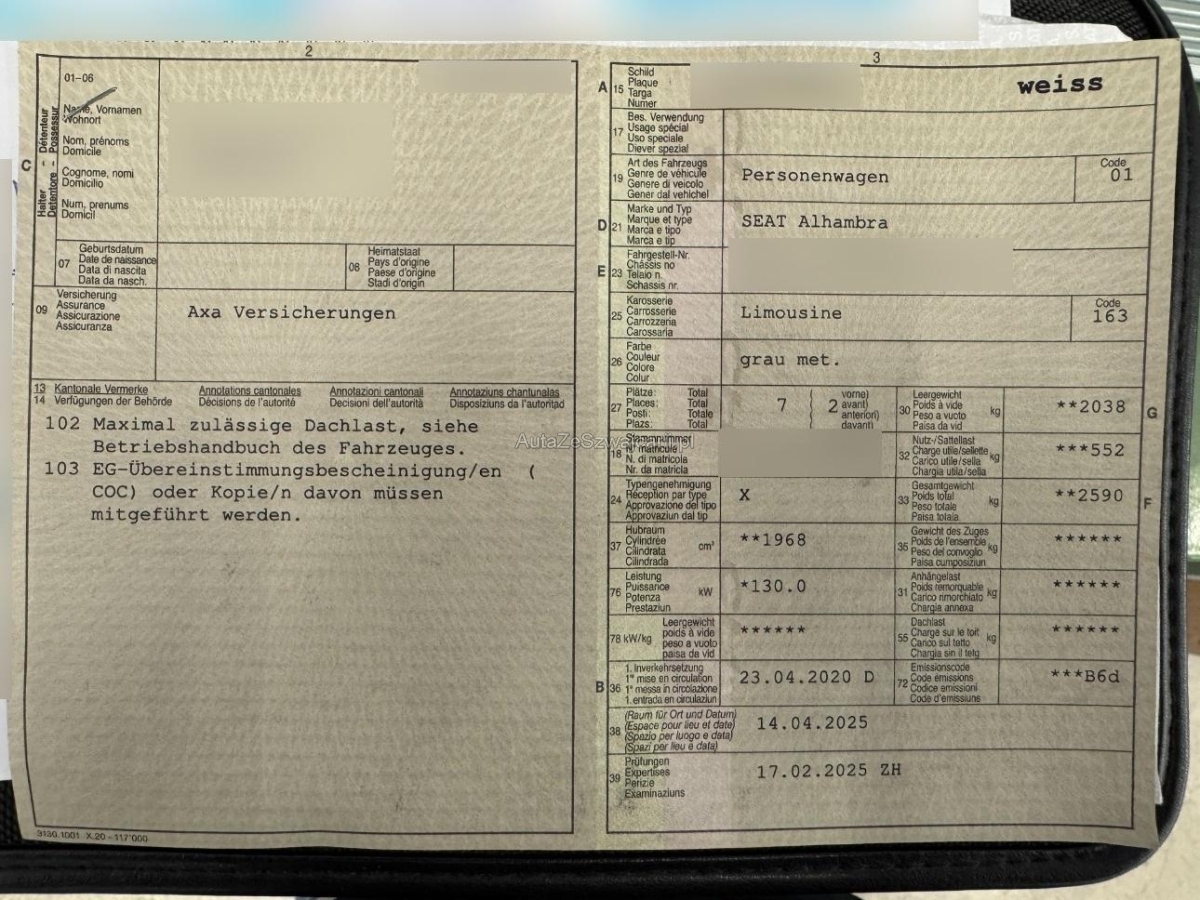 2
01-06
Name, Vornamen
Wohnort
Nom, prénoms
Domicile
Cognome, nomi
Domicilio
Num, prenums
Domicil
C
Halter - Détenteur
Detentore - Possessur
07
Geburtsdatum
Date de naissance
Data di nascita
Data da nasch.
08
Heimatstaat
Pays d'origine
Paese d'origine
Stadi d'origin
09
Versicherung
Assurance
Assicurazione
Assicuranza
Axa Versicherungen
13 Kantonale Vermerke Annotations cantonales Annotazioni cantonali Annotaziuns chantunalas
14 Verfügungen der Behörde Décisions de l'autorité Decisioni dell'autorità Disposiziuns da l'autoritad
102 Maximal zulässige Dachlast, siehe
Betriebshandbuch des Fahrzeuges.
103 EG-Übereinstimmungsbescheinigung/en (
COC) oder Kopie/n davon müssen
mitgeführt werden.
3130.1001 X.20 - 117'000
3
A 15
Schild
Plaque
Targa
Numer
weiss
17
Bes. Verwendung
Usage spécial
Uso speciale
Diever spezial
19
Art des Fahrzeugs
Genre de véhicule
Genere di veicolo
Gener dal vehichel
Personenwagen
Code
01
D 21
Marke und Typ
Marque et type
Marca e tipo
Marca e tip
SEAT Alhambra
E 23
Fahrgestell-Nr.
Châssis no
Telaio n.
Schassis nr.
25
Karosserie
Carrosserie
Carrozzeria
Carossaria
Limousine
Code
163
26
Farbe
Couleur
Colore
Colur
grau met.
27
Plätze: Total
Places: Total
Posti: Totale
Plazs: Total
7 ( 2 vorne)
avant)
anteriori)
davant)
30
Leergewicht
Poids à vide
Peso a vuoto
Paisa da vid
kg
**2038
G
18
Stammnummer
N° matricule
N. di matricola
Nr. da matricla
32
Nutz-/Sattellast
Charge utile/sellette
Carico utile/sella
Chargia utila/sella
kg
***552
24
Typengenehmigung
Réception par type
Approvazione del tipo
Approvaziun dal tip
X
33
Gesamtgewicht
Poids total
Peso totale
Paisa totala
kg
**2590
F
37
Hubraum
Cylindrée
Cilindrata
Cilindrada
cm³
**1968
35
Gewicht des Zuges
Poids de l'ensemble
Peso del convoglio
Paisa cumposiziun
kg
******
76
Leistung
Puissance
Potenza
Prestaziun
kW
*130.0
31
Anhängelast
Poids remorquable
Carico rimorchiato
Chargia annexa
kg
******
78 kW/kg
Leergewicht
poids à vide
peso a vuoto
paisa da vid
******
55
Dachlast
Charge sur le toit
Carico sul tetto
Chargia sin il tetg
kg
******
B 36
1. Inverkehrsetzung
1re mise en circulation
1a messa in circolazione
1. entrada en circulaziun
23.04.2020 D
72
Emissionscode
Code émissions
Codice emissioni
Code d'emissiuns
***B6d
38
(Raum für Ort und Datum)
(Espace pour lieu et date)
(Spazio per luogo e data)
(Spazi per lieu e data)
14.04.2025
39
Prüfungen
Expertises
Perizie
Examinaziuns
17.02.2025 ZH